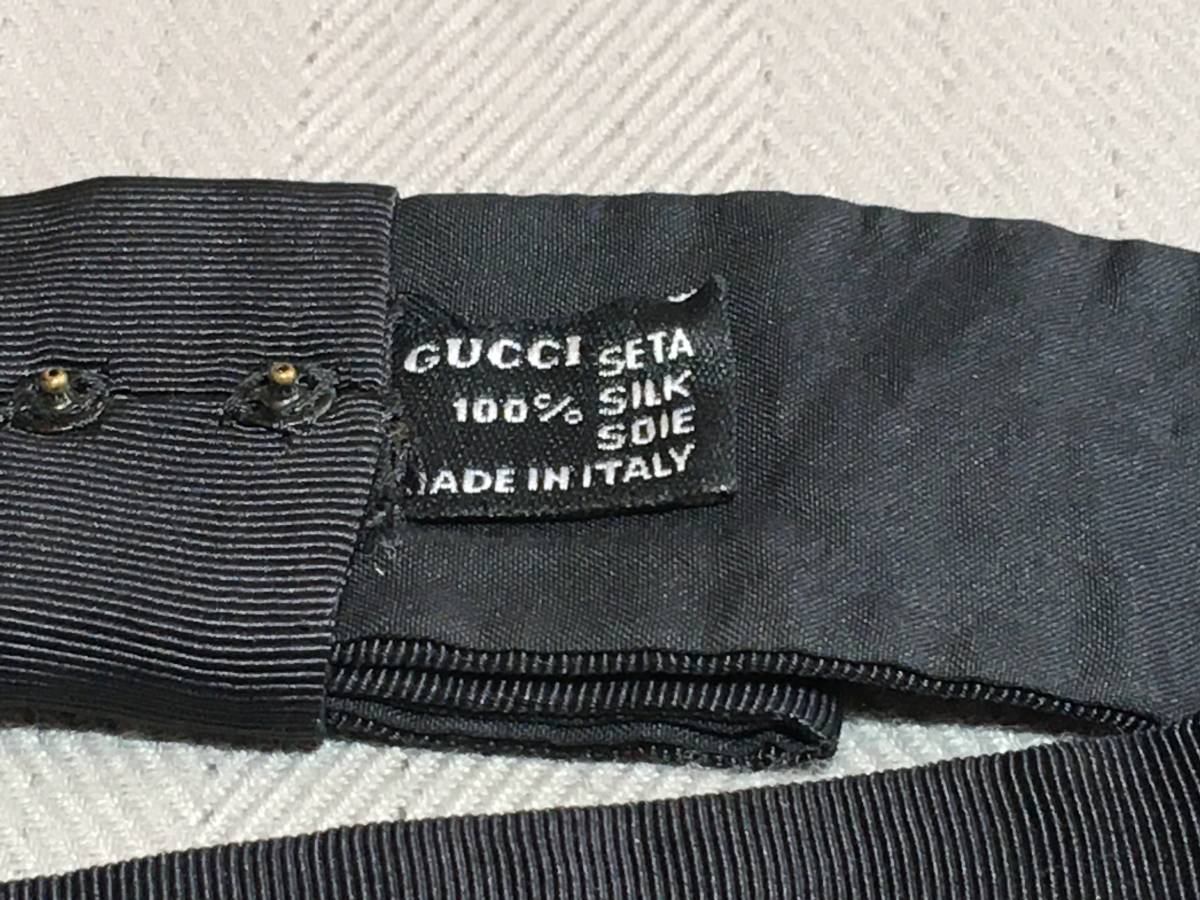 GUCCI SETA
100% SILK
SOIE
MADE IN ITALY